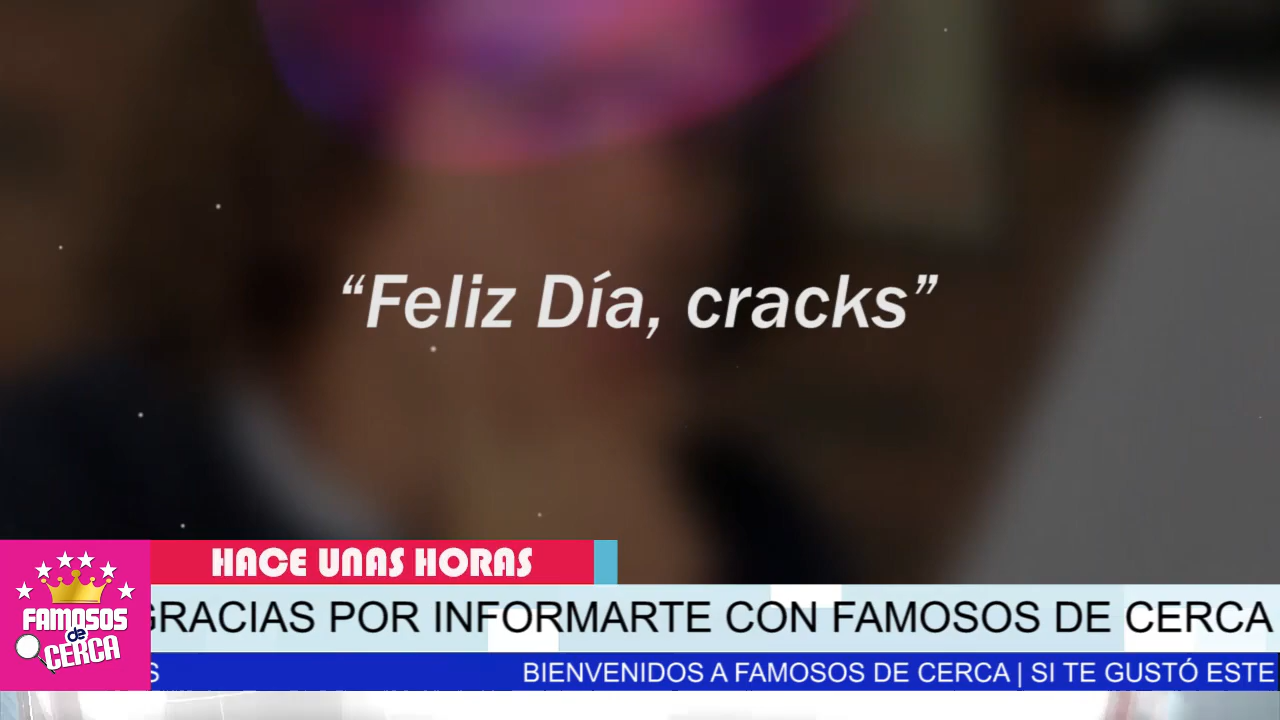 “Feliz Día, cracks”
HACE UNAS HORAS
GRACIAS POR INFORMARTE CON FAMOSOS DE CERCA
FAMOSOS
de
CERCA
S
BIENVENIDOS A FAMOSOS DE CERCA | SI TE GUSTÓ ESTE